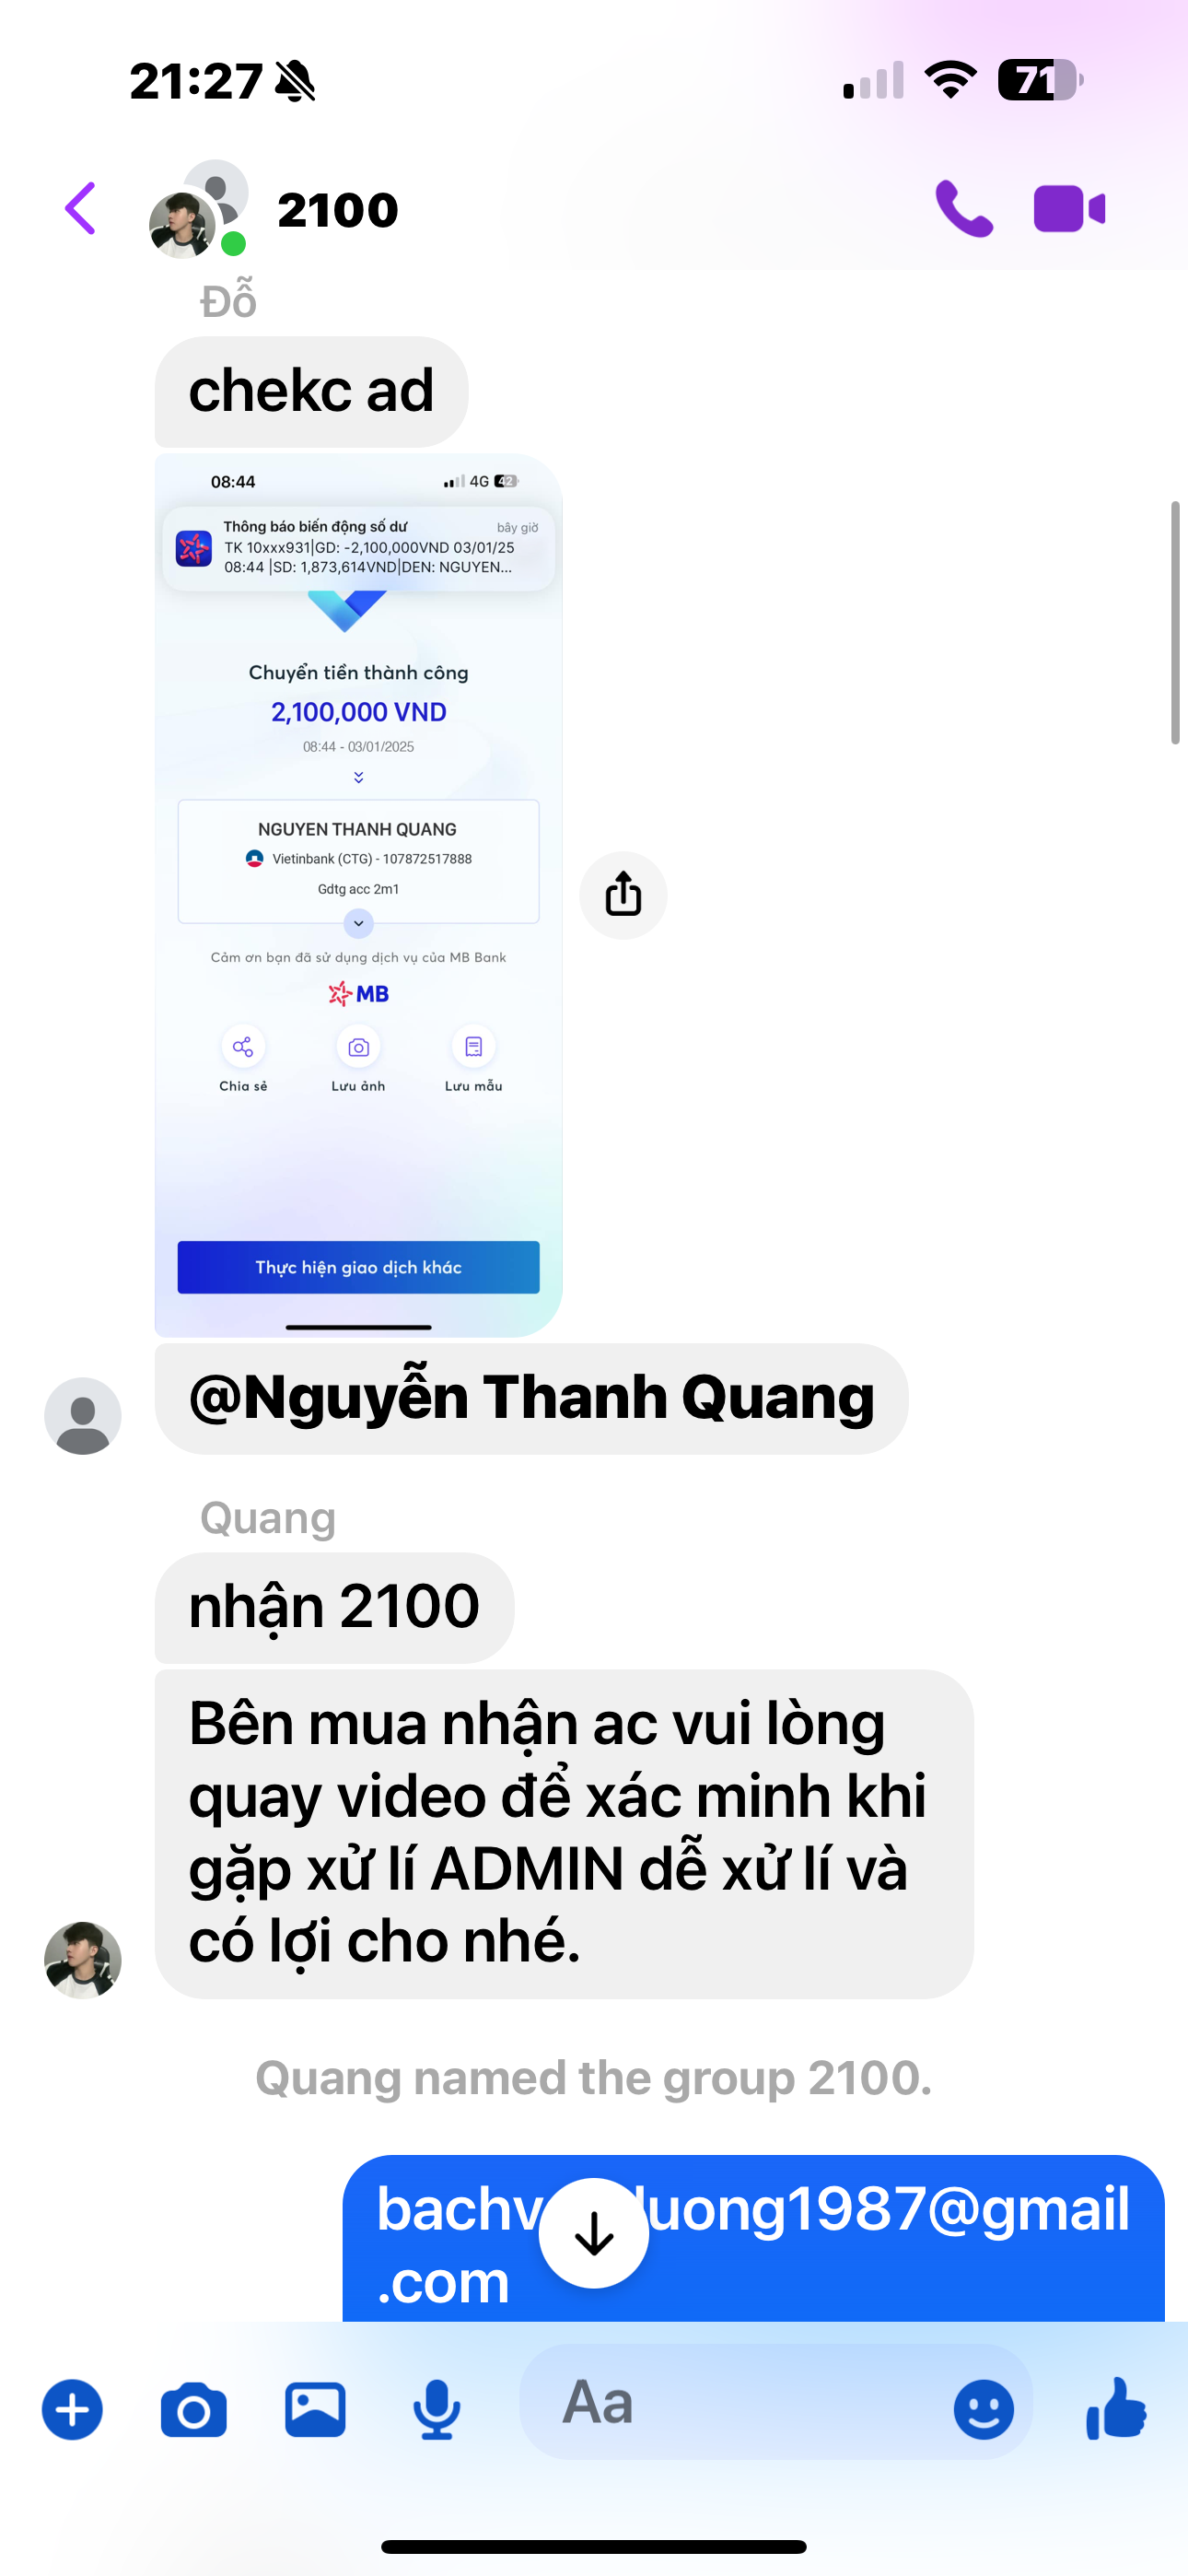 21:27
71
2100
Đỗ
chekc ad
08:44
4G 42
Thông báo biến động số dư
bây giờ
TK 10xxx931|GD: -2,100,000VND 03/01/25
08:44 |SD: 1,873,614VND|DEN: NGUYEN...
Chuyển tiền thành công
2,100,000 VND
08:44 - 03/01/2025
NGUYEN THANH QUANG
Vietinbank (CTG) - 107872517888
Gdtg acc 2m1
Cảm ơn bạn đã sử dụng dịch vụ của MB Bank
MB
Chia sẻ Lưu ảnh Lưu mẫu
Thực hiện giao dịch khác
@Nguyễn Thanh Quang
Quang
nhận 2100
Bên mua nhận ac vui lòng
quay video để xác minh khi
gặp xử lí ADMIN dễ xử lí và
có lợi cho nhé.
Quang named the group 2100.
.com
Aa